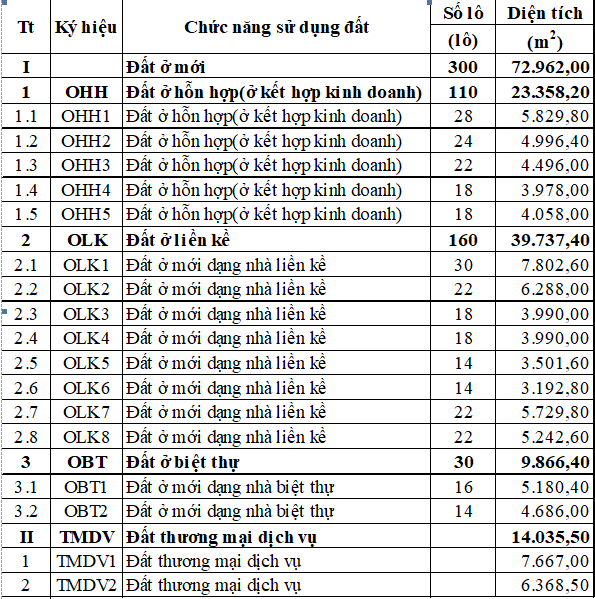 Tt Ký hiệu Chức năng sử dụng đất Số lô (lô) Diện tích (m²)
I Đất ở mới 300 72.962,00
1 OHH Đất ở hỗn hợp(ở kết hợp kinh doanh) 110 23.358,20
1.1 OHH1 Đất ở hỗn hợp(ở kết hợp kinh doanh) 28 5.829,80
1.2 OHH2 Đất ở hỗn hợp(ở kết hợp kinh doanh) 24 4.996,40
1.3 OHH3 Đất ở hỗn hợp(ở kết hợp kinh doanh) 22 4.496,00
1.4 OHH4 Đất ở hỗn hợp(ở kết hợp kinh doanh) 18 3.978,00
1.5 OHH5 Đất ở hỗn hợp(ở kết hợp kinh doanh) 18 4.058,00
2 OLK Đất ở liền kề 160 39.737,40
2.1 OLK1 Đất ở mới dạng nhà liền kề 30 7.802,60
2.2 OLK2 Đất ở mới dạng nhà liền kề 22 6.288,00
2.3 OLK3 Đất ở mới dạng nhà liền kề 18 3.990,00
2.4 OLK4 Đất ở mới dạng nhà liền kề 18 3.990,00
2.5 OLK5 Đất ở mới dạng nhà liền kề 14 3.501,60
2.6 OLK6 Đất ở mới dạng nhà liền kề 14 3.192,80
2.7 OLK7 Đất ở mới dạng nhà liền kề 22 5.729,80
2.8 OLK8 Đất ở mới dạng nhà liền kề 22 5.242,60
3 OBT Đất ở biệt thự 30 9.866,40
3.1 OBT1 Đất ở mới dạng nhà biệt thự 16 5.180,40
3.2 OBT2 Đất ở mới dạng nhà biệt thự 14 4.686,00
II TMDV Đất thương mại dịch vụ 14.035,50
1 TMDV1 Đất thương mại dịch vụ 7.667,00
2 TMDV2 Đất thương mại dịch vụ 6.368,50